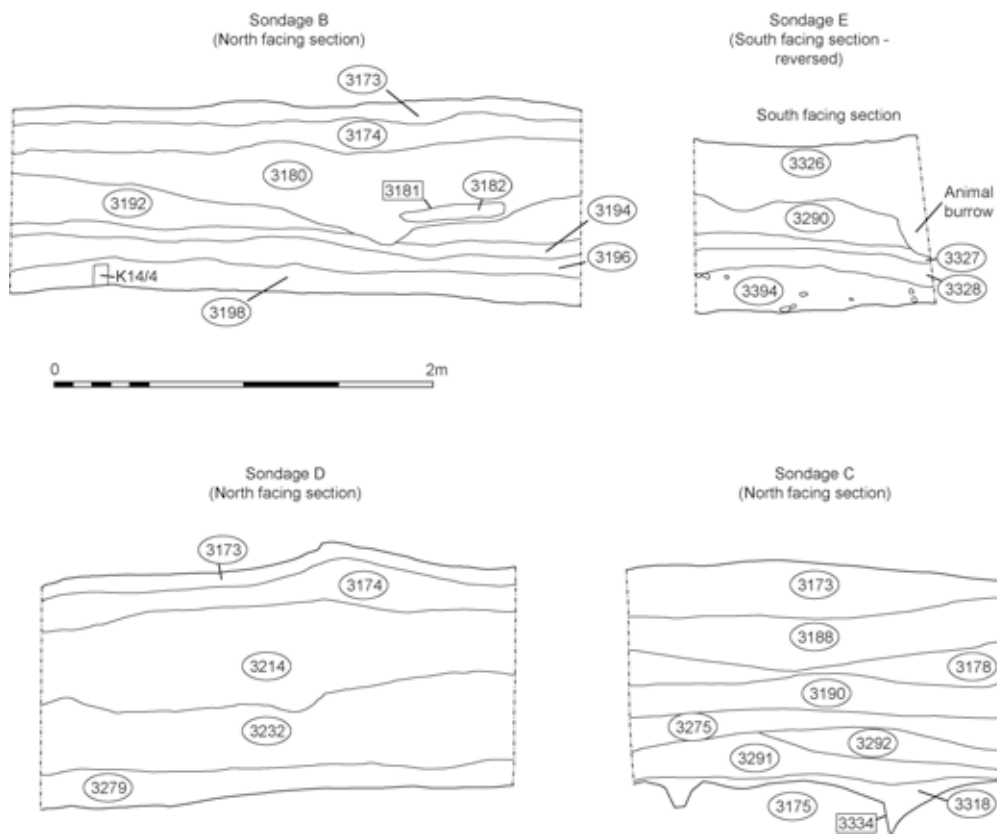 Sondage B
(North facing section)
3173
3174
3180
3181
3182
3192
3194
3196
K14/4
3198
Sondage E
(South facing section -
reversed)
South facing section
3326
3290
Animal
burrow
3327
3328
3394
0
2m
Sondage D
(North facing section)
3173
3174
3214
3232
3279
Sondage C
(North facing section)
3173
3188
3178
3190
3275
3292
3291
3318
3175
3334